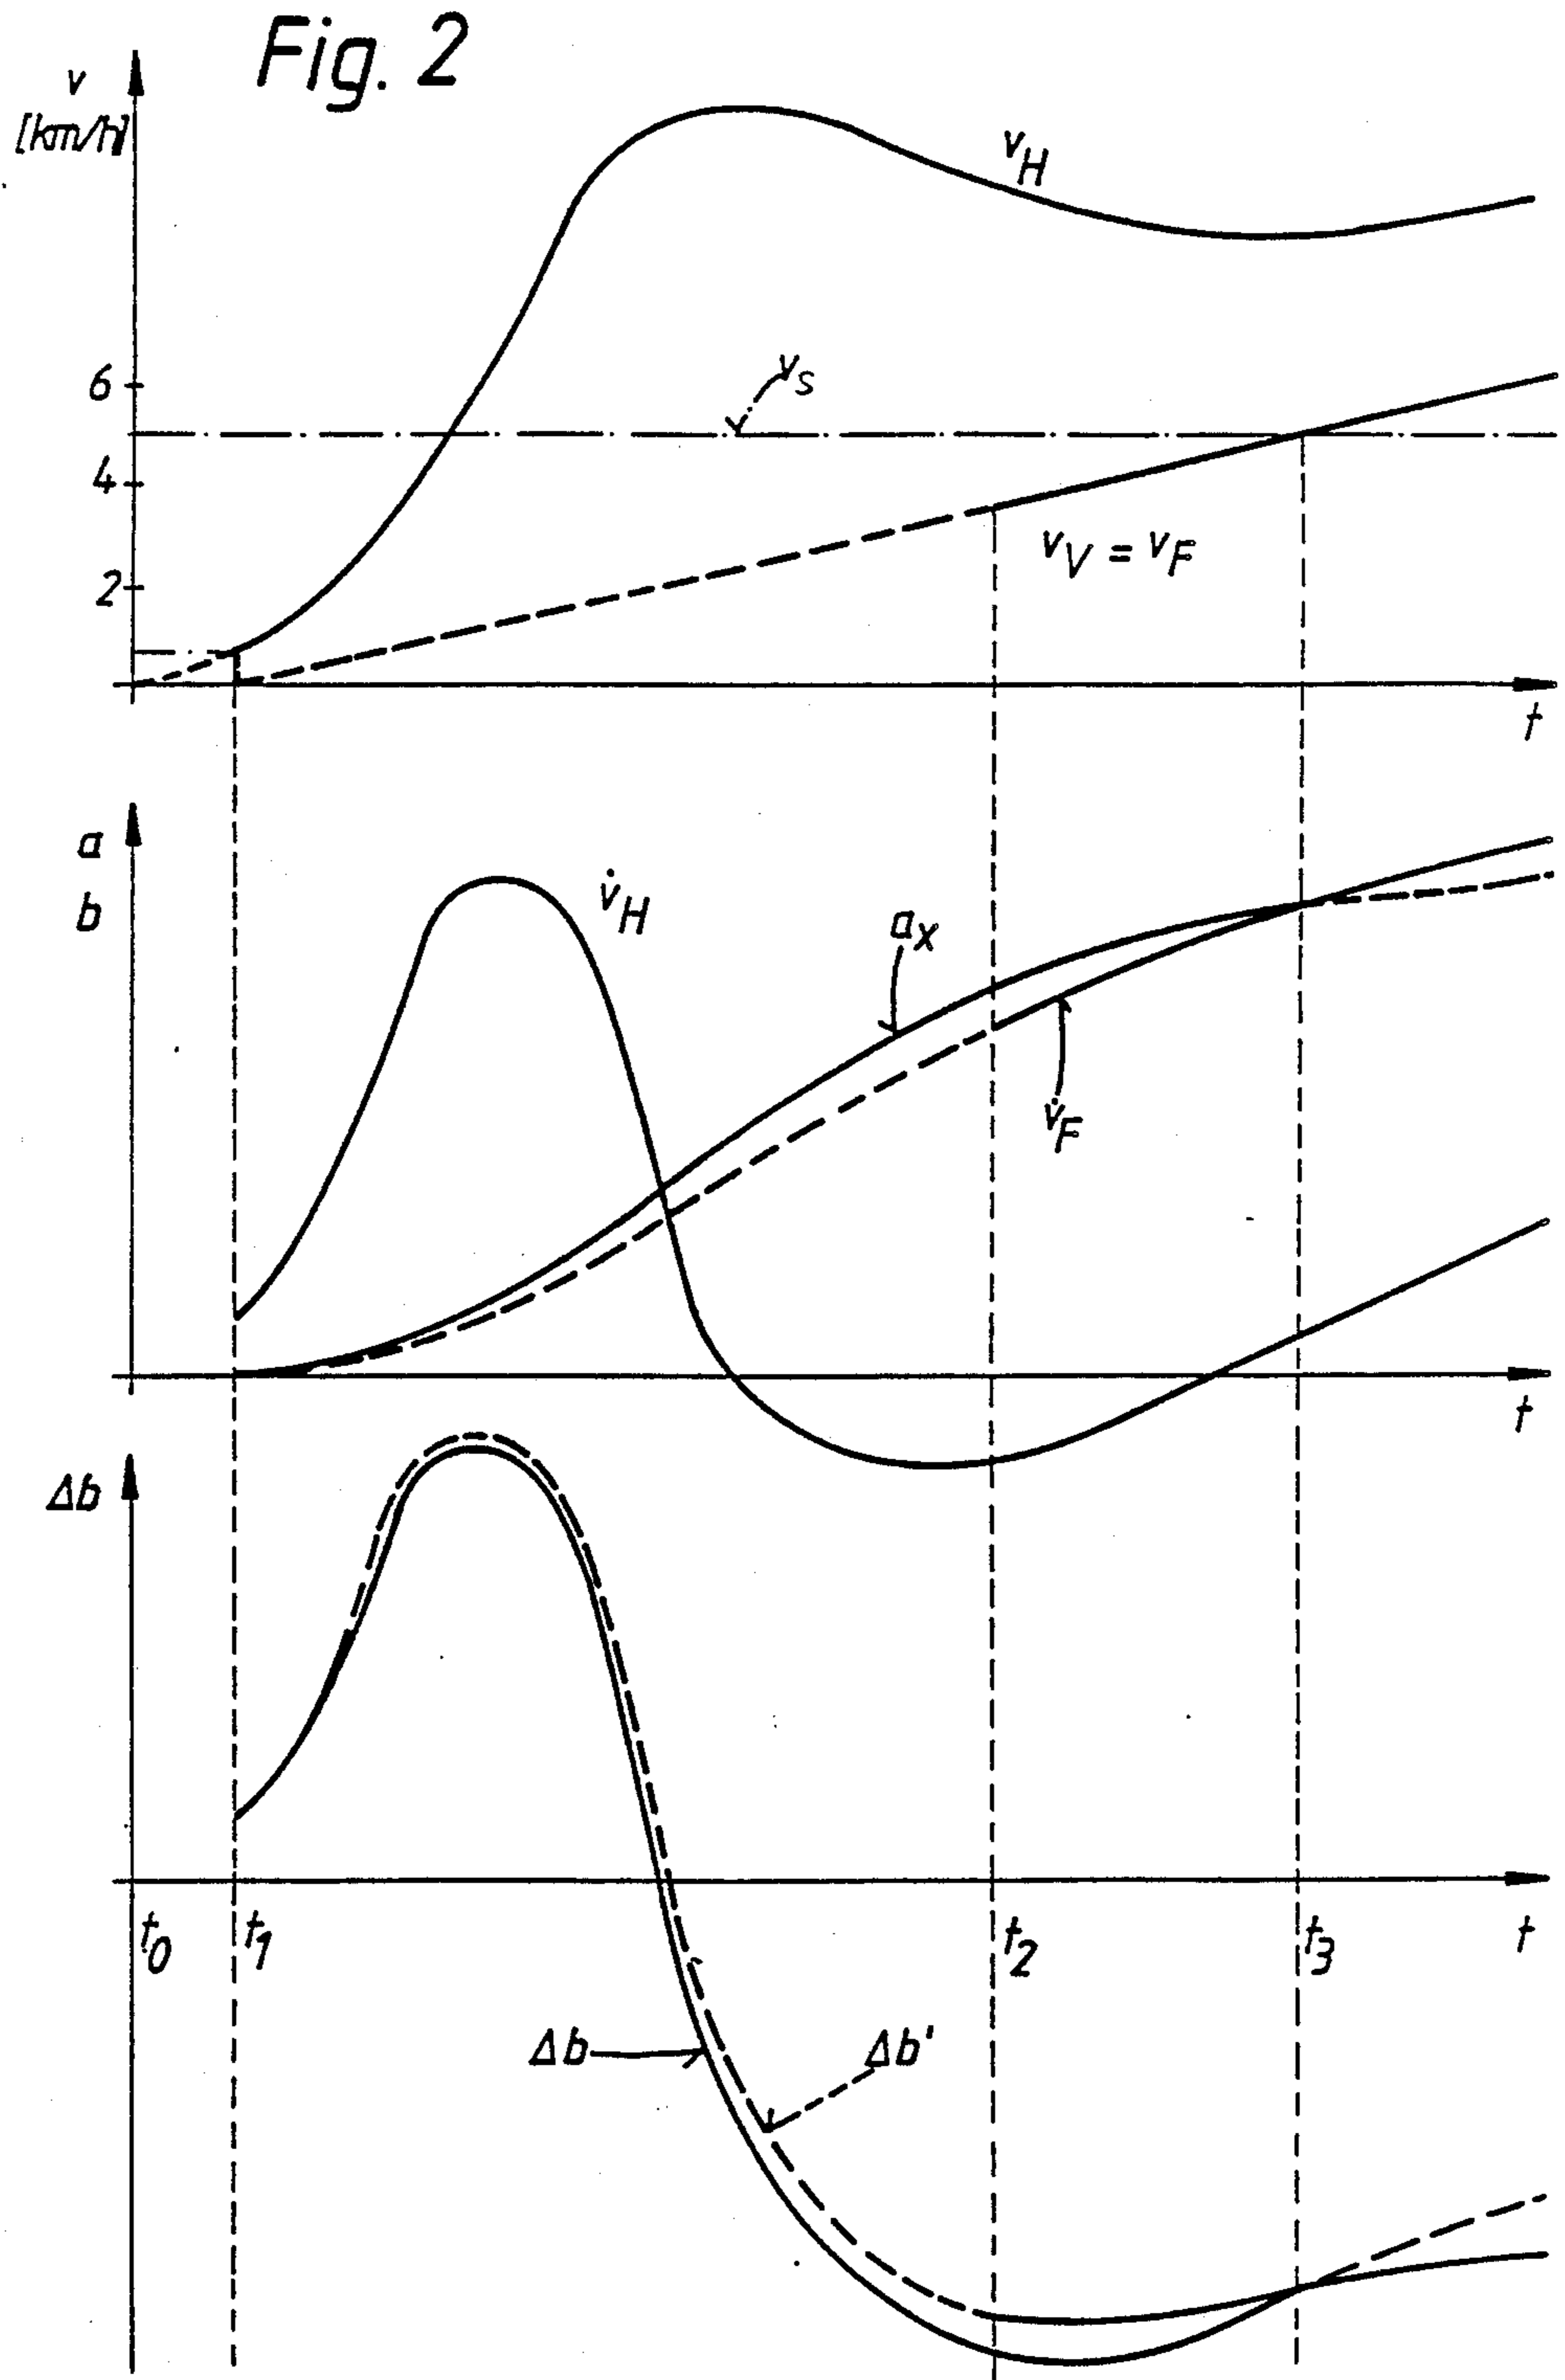 Fig. 2
v
[km/h]
v_H
6
v_s
4
v_V = v_F
2
t
a
b
v̇_H
a_x
v̇_F
t
Δb
t_0
t_1
t_2
t_3
t
Δb
Δb'